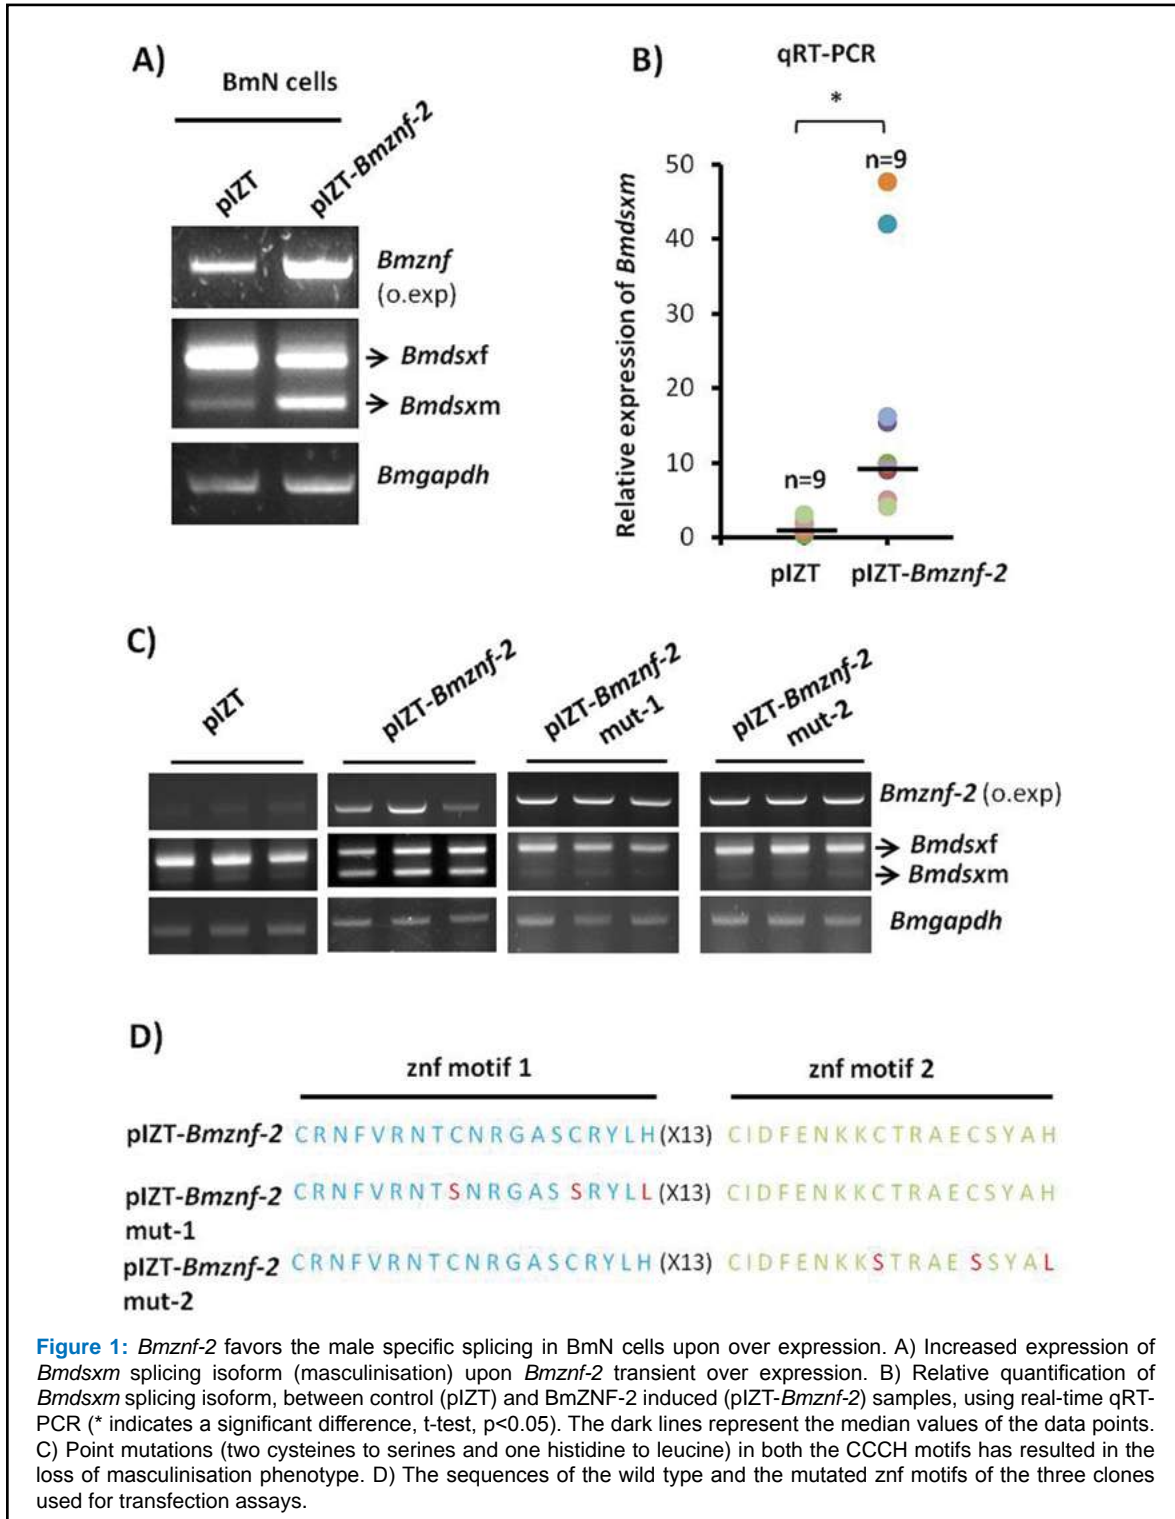 A)
BmN cells
pIZT
pIZT-Bmznf-2
Bmznf
(o.exp)
Bmdsxf
Bmdsxm
Bmgapdh
B)
qRT-PCR
*
Relative expression of Bmdsxm
50
40
30
20
10
0
n=9
n=9
pIZT
pIZT-Bmznf-2
C)
pIZT
pIZT-Bmznf-2
pIZT-Bmznf-2
mut-1
pIZT-Bmznf-2
mut-2
Bmznf-2 (o.exp)
Bmdsxf
Bmdsxm
Bmgapdh
D)
znf motif 1
znf motif 2
pIZT-Bmznf-2 CRNFVRNTCNRGASCRYLH(X13) CIDFENKKCTRAECSYAH
pIZT-Bmznf-2 CRNFVRNTSNRGASSRYLL(X13) CIDFENKKCTRAECSYAH
mut-1
pIZT-Bmznf-2 CRNFVRNTCNRGASCRYLH(X13) CIDFENKKSTRAESSYAL
mut-2
Figure 1: Bmznf-2 favors the male specific splicing in BmN cells upon over expression. A) Increased expression of
Bmdsxm splicing isoform (masculinisation) upon Bmznf-2 transient over expression. B) Relative quantification of
Bmdsxm splicing isoform, between control (pIZT) and BmZNF-2 induced (pIZT-Bmznf-2) samples, using real-time qRT-
PCR (* indicates a significant difference, t-test, p<0.05). The dark lines represent the median values of the data points.
C) Point mutations (two cysteines to serines and one histidine to leucine) in both the CCCH motifs has resulted in the
loss of masculinisation phenotype. D) The sequences of the wild type and the mutated znf motifs of the three clones
used for transfection assays.